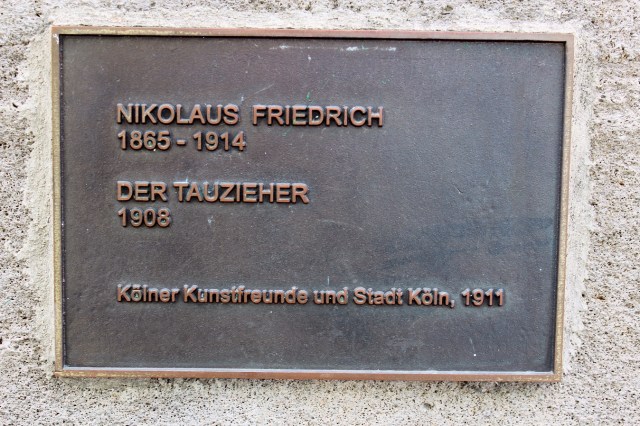 NIKOLAUS FRIEDRICH
1865 - 1914
DER TAUZIEHER
1908
Kölner Kunstfreunde und Stadt Köln, 1911